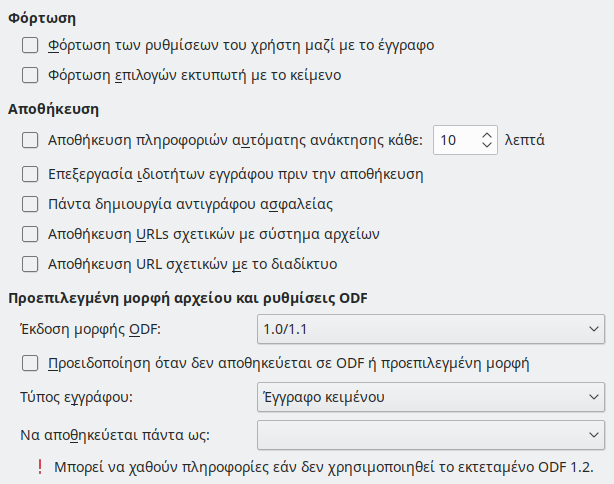 Φόρτωση
Φόρτωση των ρυθμίσεων του χρήστη μαζί με το έγγραφο
Φόρτωση επιλογών εκτυπωτή με το κείμενο
Αποθήκευση
Αποθήκευση πληροφοριών αυτόματης ανάκτησης κάθε: 10 λεπτά
Επεξεργασία ιδιοτήτων εγγράφου πριν την αποθήκευση
Πάντα δημιουργία αντιγράφου ασφαλείας
Αποθήκευση URLs σχετικών με σύστημα αρχείων
Αποθήκευση URL σχετικών με το διαδίκτυο
Προεπιλεγμένη μορφή αρχείου και ρυθμίσεις ODF
Έκδοση μορφής ODF: 1.0/1.1
Προειδοποίηση όταν δεν αποθηκεύεται σε ODF ή προεπιλεγμένη μορφή
Τύπος εγγράφου: Έγγραφο κειμένου
Να αποθηκεύεται πάντα ως:
! Μπορεί να χαθούν πληροφορίες εάν δεν χρησιμοποιηθεί το εκτεταμένο ODF 1.2.